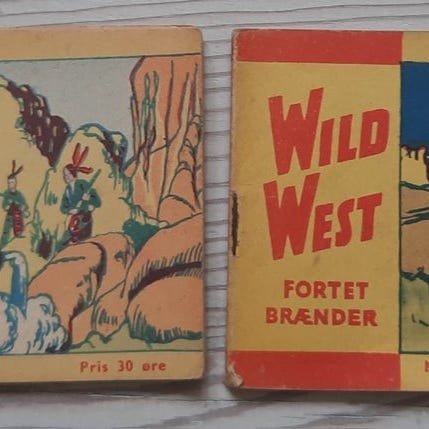 Pris 30 øre
WILD
WEST
FORTET
BRÆNDER